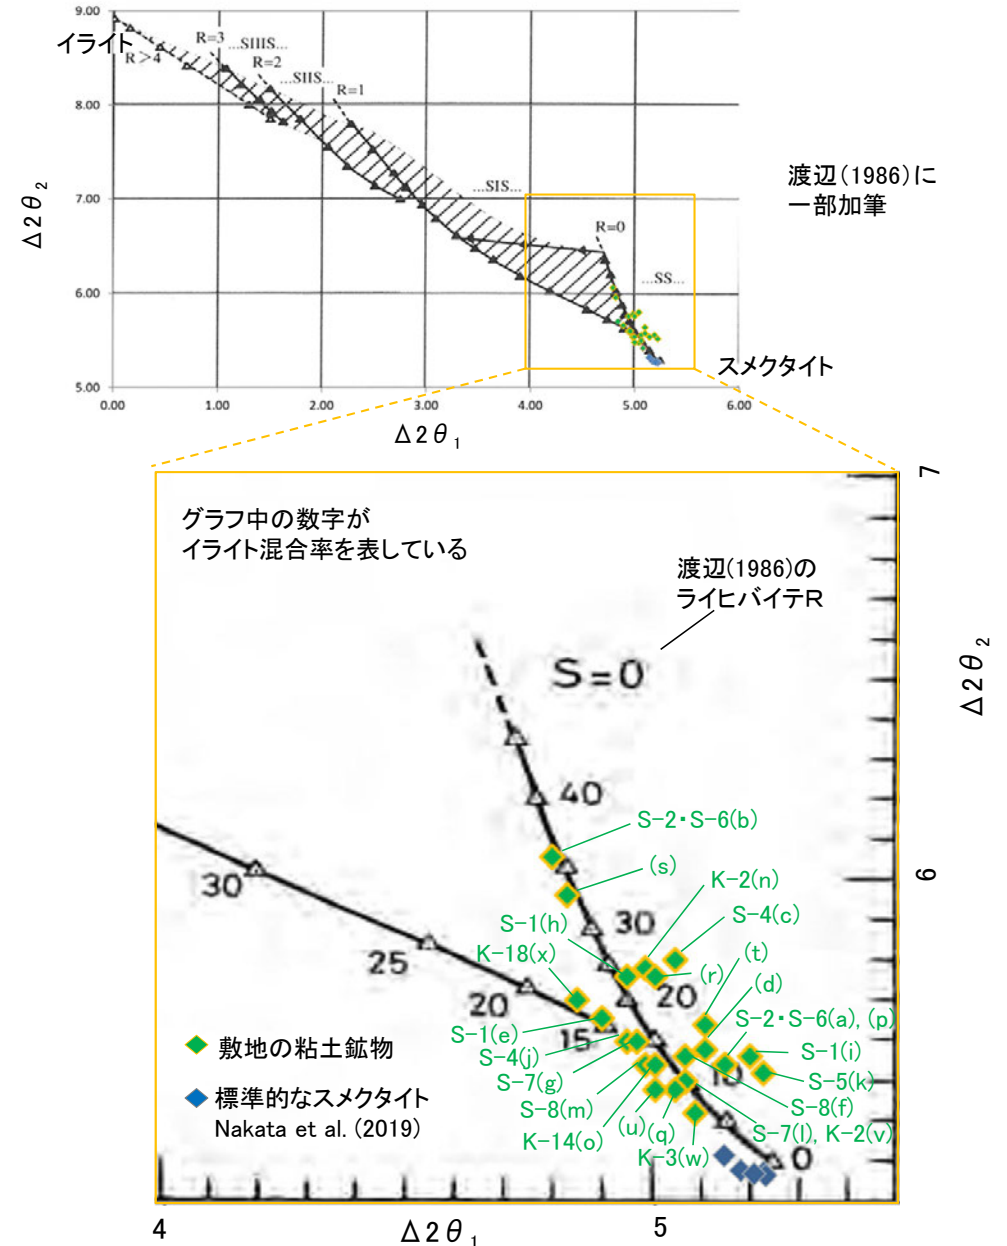 9.00
8.00
7.00
6.00
5.00
Δ2θ2
イライト
R>4
R=3
...SIIIS...
R=2
...SIIS...
R=1
...SIS...
R=0
...SS...
スメクタイト
0.00
1.00
2.00
3.00
4.00
5.00
6.00
Δ2θ1
渡辺(1986)に
一部加筆
グラフ中の数字が
イライト混合率を表している
渡辺(1986)の
ライヒバイテR
S=0
40
30
20
10
0
30
25
20
15
S-2・S-6(b)
(s)
K-2(n)
S-4(c)
S-1(h)
K-18(x)
(r)
(t)
(d)
S-2・S-6(a), (p)
S-1(i)
S-5(k)
S-8(f)
S-7(l), K-2(v)
S-1(e)
S-4(j)
S-7(g)
S-8(m)
K-14(o)
(u)
(q)
K-3(w)
敷地の粘土鉱物
標準的なスメクタイト
Nakata et al. (2019)
7
6
Δ2θ2
4
5
Δ2θ1